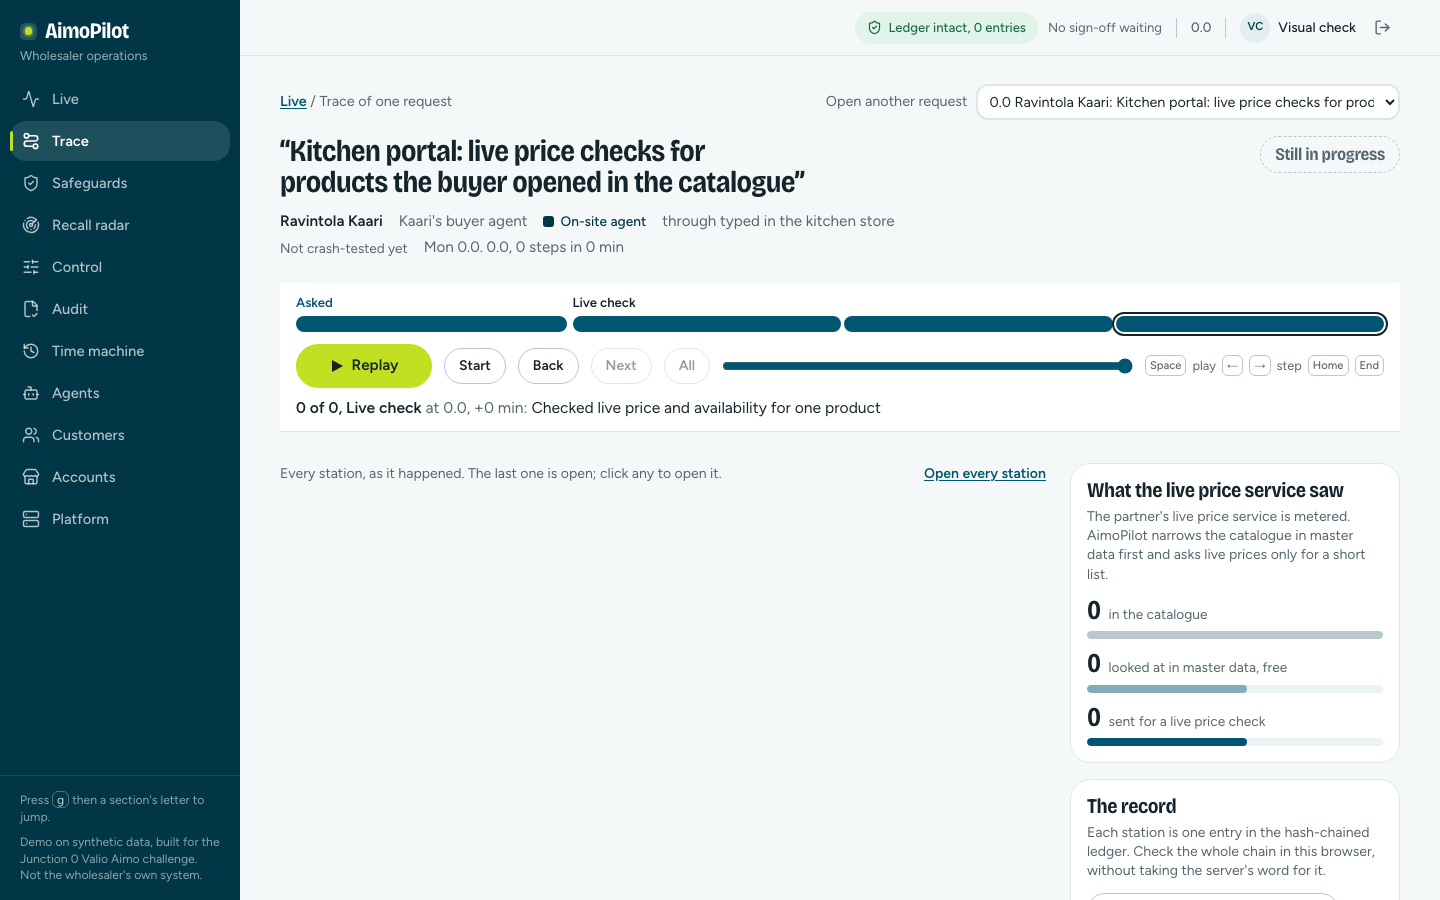 AimoPilot
Wholesaler operations
Live
Trace
Safeguards
Recall radar
Control
Audit
Time machine
Agents
Customers
Accounts
Platform
Press g then a section's letter to
jump.
Demo on synthetic data, built for the
Junction 0 Valio Aimo challenge.
Not the wholesaler's own system.
Ledger intact, 0 entries
No sign-off waiting
0.0
VC
Visual check
Live / Trace of one request
Open another request
0.0 Ravintola Kaari: Kitchen portal: live price checks for prod
“Kitchen portal: live price checks for
products the buyer opened in the catalogue”
Still in progress
Ravintola Kaari Kaari's buyer agent On-site agent through typed in the kitchen store
Not crash-tested yet Mon 0.0. 0.0, 0 steps in 0 min
Asked Live check
Replay Start Back Next All Space play ← → step Home End
0 of 0, Live check at 0.0, +0 min: Checked live price and availability for one product
Every station, as it happened. The last one is open; click any to open it.
Open every station
What the live price service saw
The partner's live price service is metered.
AimoPilot narrows the catalogue in master
data first and asks live prices only for a short
list.
0 in the catalogue
0 looked at in master data, free
0 sent for a live price check
The record
Each station is one entry in the hash-chained
ledger. Check the whole chain in this browser,
without taking the server's word for it.